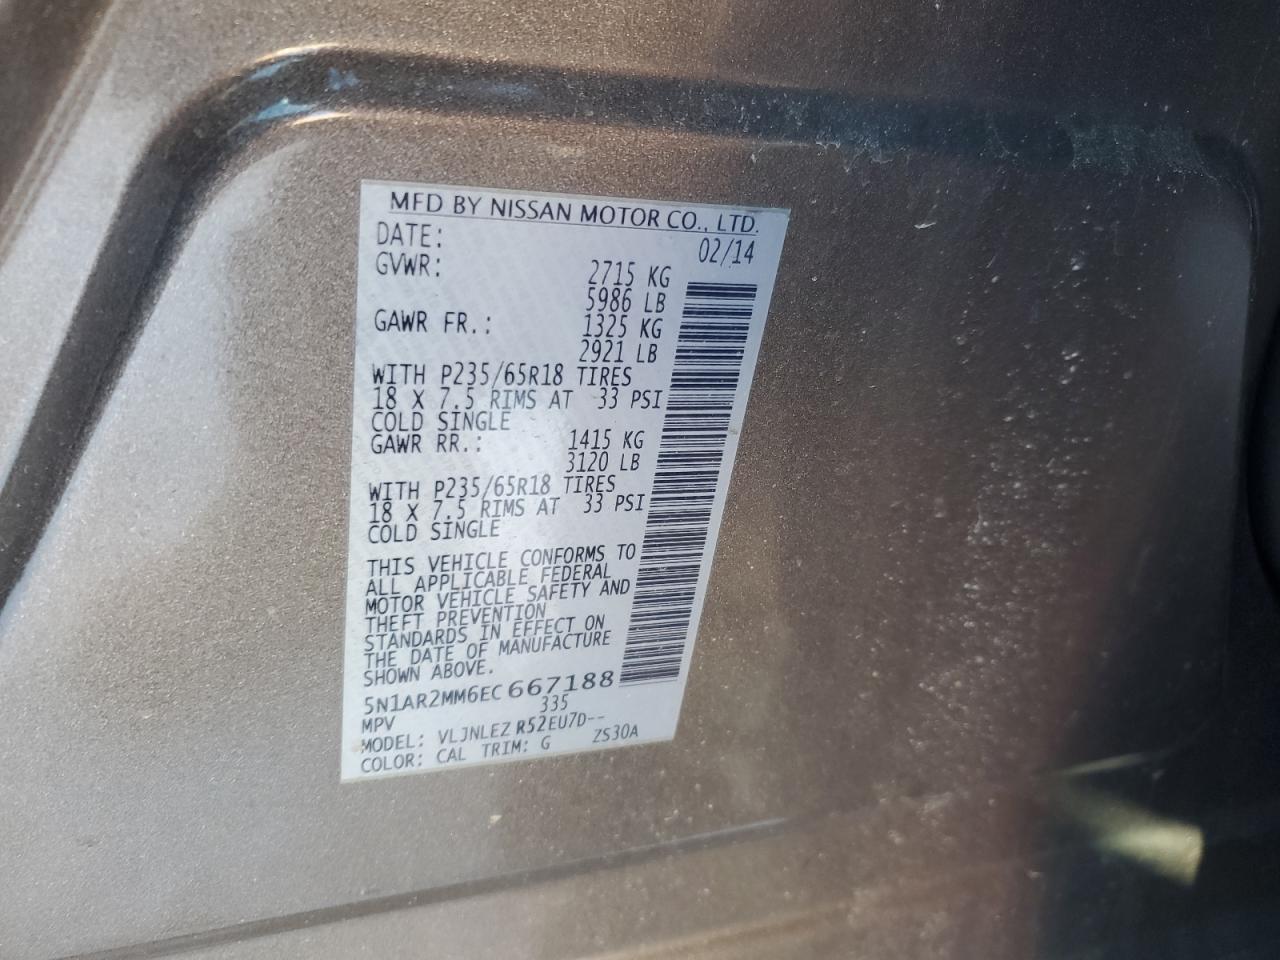 MFD BY NISSAN MOTOR CO., LTD.
DATE: 02/14
GVWR: 2715 KG
5986 LB
GAWR FR.: 1325 KG
2921 LB
WITH P235/65R18 TIRES
18 X 7.5 RIMS AT 33 PSI
COLD SINGLE
GAWR RR.: 1415 KG
3120 LB
WITH P235/65R18 TIRES
18 X 7.5 RIMS AT 33 PSI
COLD SINGLE
THIS VEHICLE CONFORMS TO
ALL APPLICABLE FEDERAL
MOTOR VEHICLE SAFETY AND
THEFT PREVENTION
STANDARDS IN EFFECT ON
THE DATE OF MANUFACTURE
SHOWN ABOVE.
5N1AR2MM6EC667188
MPV 335
MODEL: VLJNLEZ R52EU7D--
COLOR: CAL TRIM: G ZS30A